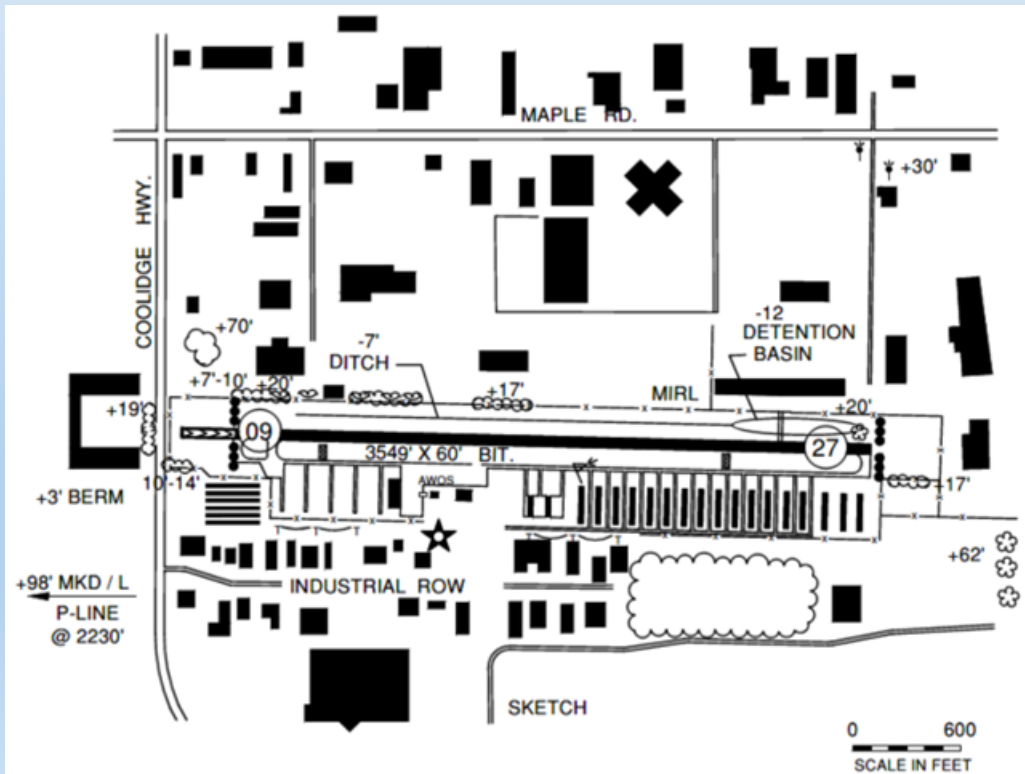 MAPLE RD.
+30'
COOLIDGE HWY.
-12
DETENTION
BASIN
+70'
-7'
DITCH
+7'-10'
+20'
+17'
MIRL
+19'
+20'
09
27
3549' X 60' BIT.
10'-14'
AWOS
+17'
+3' BERM
T
T
T
T
T
T
+62'
+98' MKD / L
P-LINE
@ 2230'
INDUSTRIAL ROW
SKETCH
0 600
SCALE IN FEET